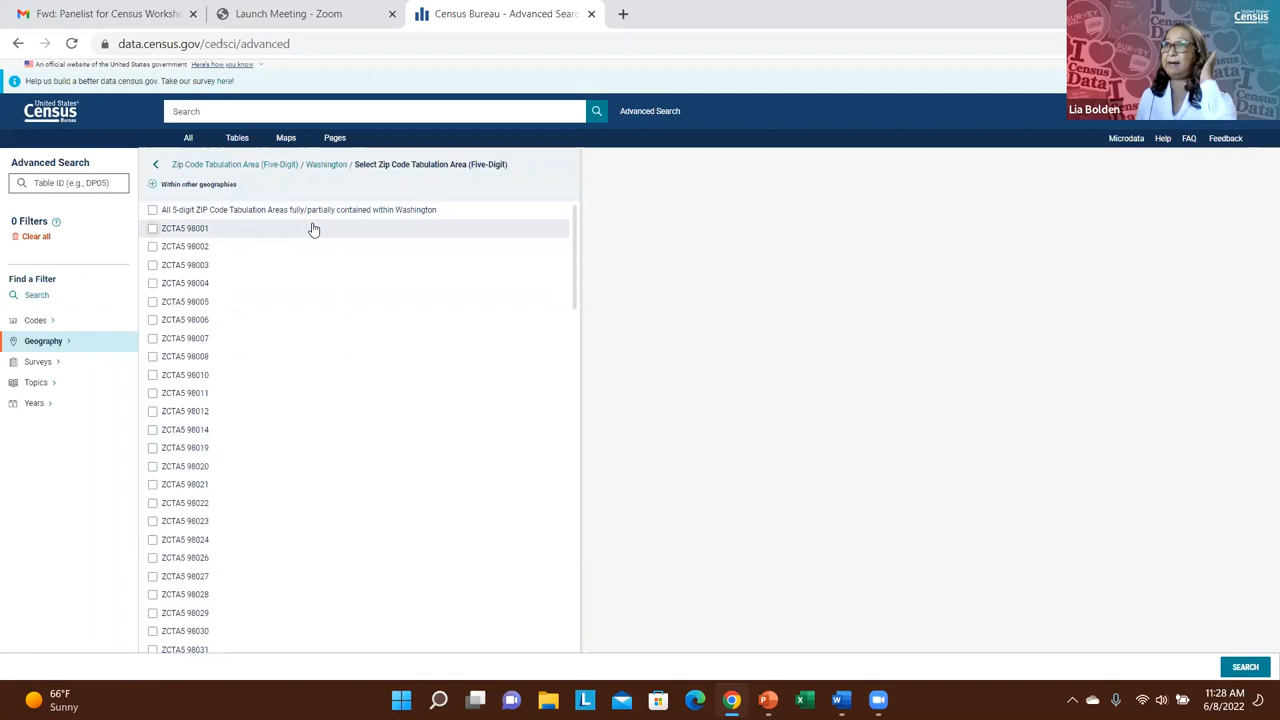 Fwd: Panelist for Census Worksh
Launch Meeting - Zoom
Census Bureau - Advanced Searc
data.census.gov/cedsci/advanced
An official website of the United States government Here's how you know
Help us build a better data.census.gov. Take our survey here!
United States®
Census
Bureau
Search
Advanced Search
All Tables Maps Pages
Microdata Help FAQ Feedback
Advanced Search
Table ID (e.g., DP05)
0 Filters
Clear all
Find a Filter
Search
Codes
Geography
Surveys
Topics
Years
Zip Code Tabulation Area (Five-Digit) / Washington / Select Zip Code Tabulation Area (Five-Digit)
Within other geographies
All 5-digit ZIP Code Tabulation Areas fully/partially contained within Washington
ZCTA5 98001
ZCTA5 98002
ZCTA5 98003
ZCTA5 98004
ZCTA5 98005
ZCTA5 98006
ZCTA5 98007
ZCTA5 98008
ZCTA5 98010
ZCTA5 98011
ZCTA5 98012
ZCTA5 98014
ZCTA5 98019
ZCTA5 98020
ZCTA5 98021
ZCTA5 98022
ZCTA5 98023
ZCTA5 98024
ZCTA5 98026
ZCTA5 98027
ZCTA5 98028
ZCTA5 98029
ZCTA5 98030
ZCTA5 98031
SEARCH
Census
I
Census
Data
Lia Bolden
66°F
Sunny
11:28 AM
6/8/2022